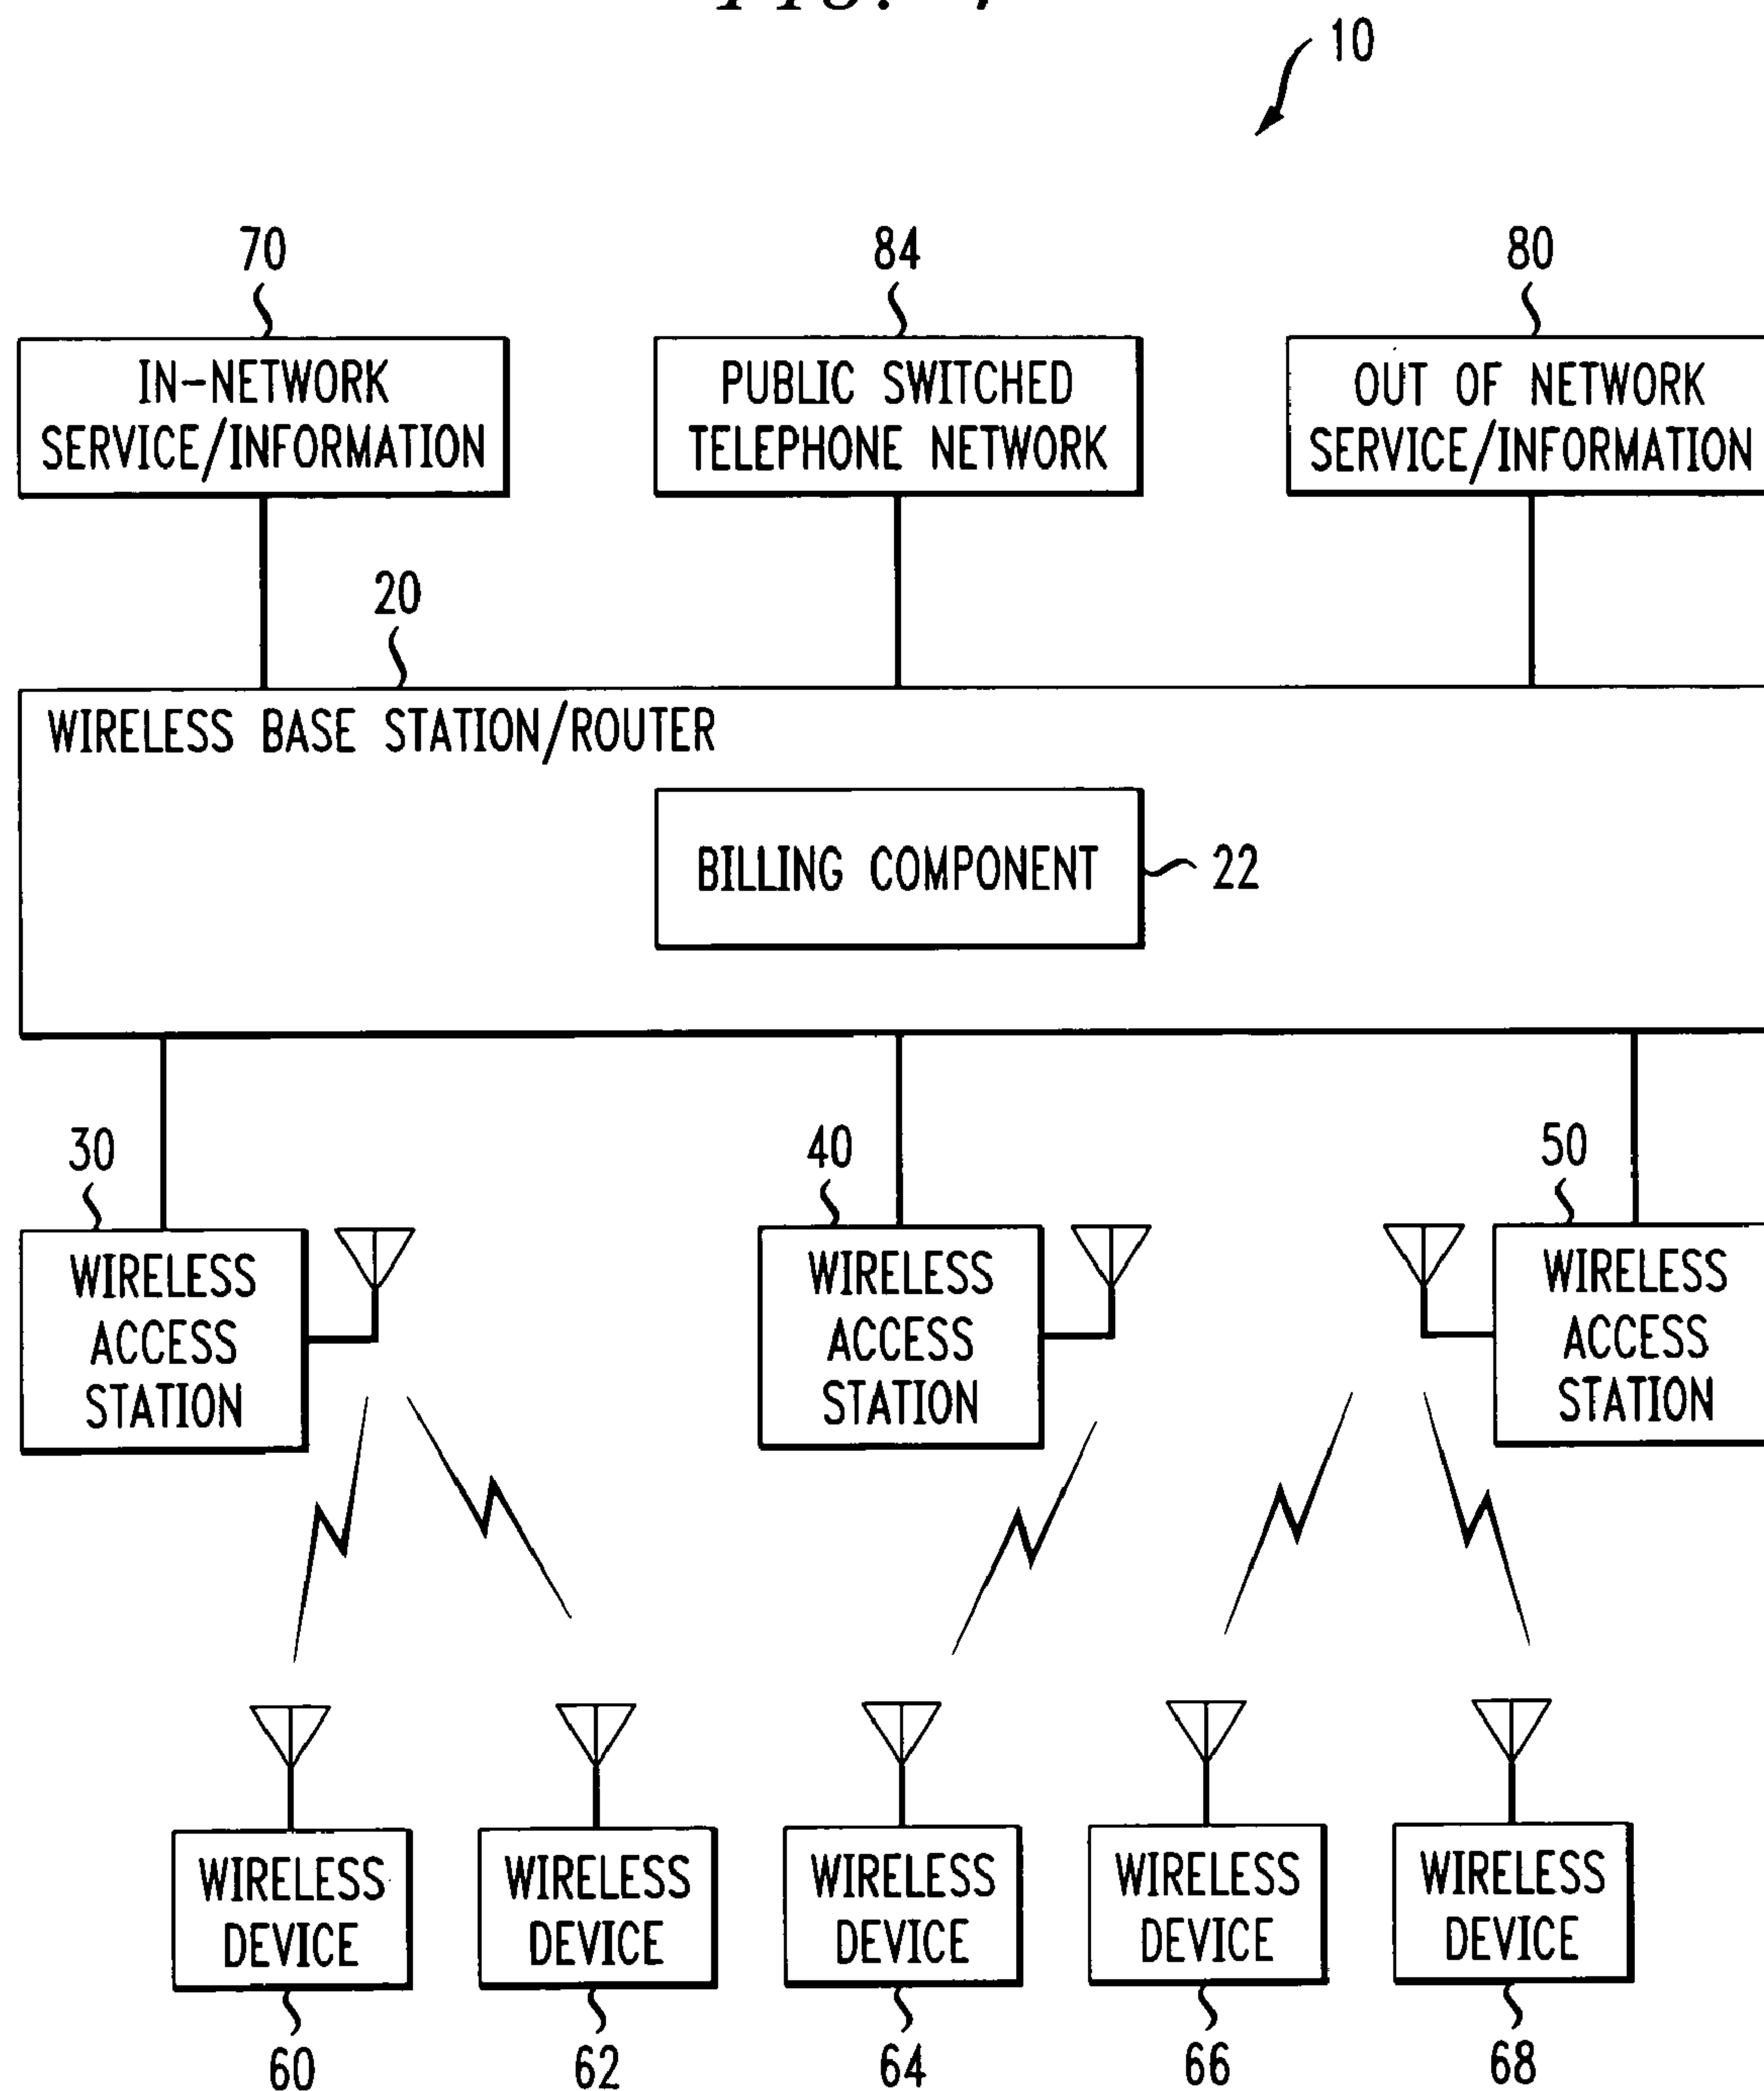 10
70
84
80
IN-NETWORK
SERVICE/INFORMATION
PUBLIC SWITCHED
TELEPHONE NETWORK
OUT OF NETWORK
SERVICE/INFORMATION
20
WIRELESS BASE STATION/ROUTER
BILLING COMPONENT
22
30
40
50
WIRELESS
ACCESS
STATION
WIRELESS
ACCESS
STATION
WIRELESS
ACCESS
STATION
WIRELESS
DEVICE
WIRELESS
DEVICE
WIRELESS
DEVICE
WIRELESS
DEVICE
WIRELESS
DEVICE
60
62
64
66
68